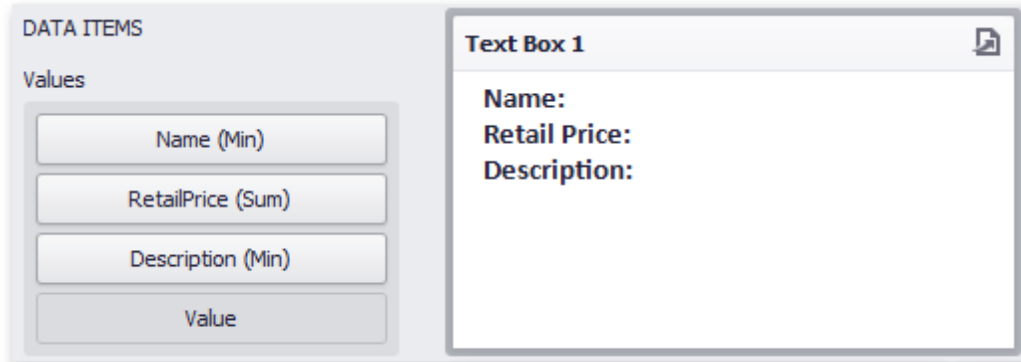 DATA ITEMS
Values
Name (Min)
RetailPrice (Sum)
Description (Min)
Value
Text Box 1
Name:
Retail Price:
Description: